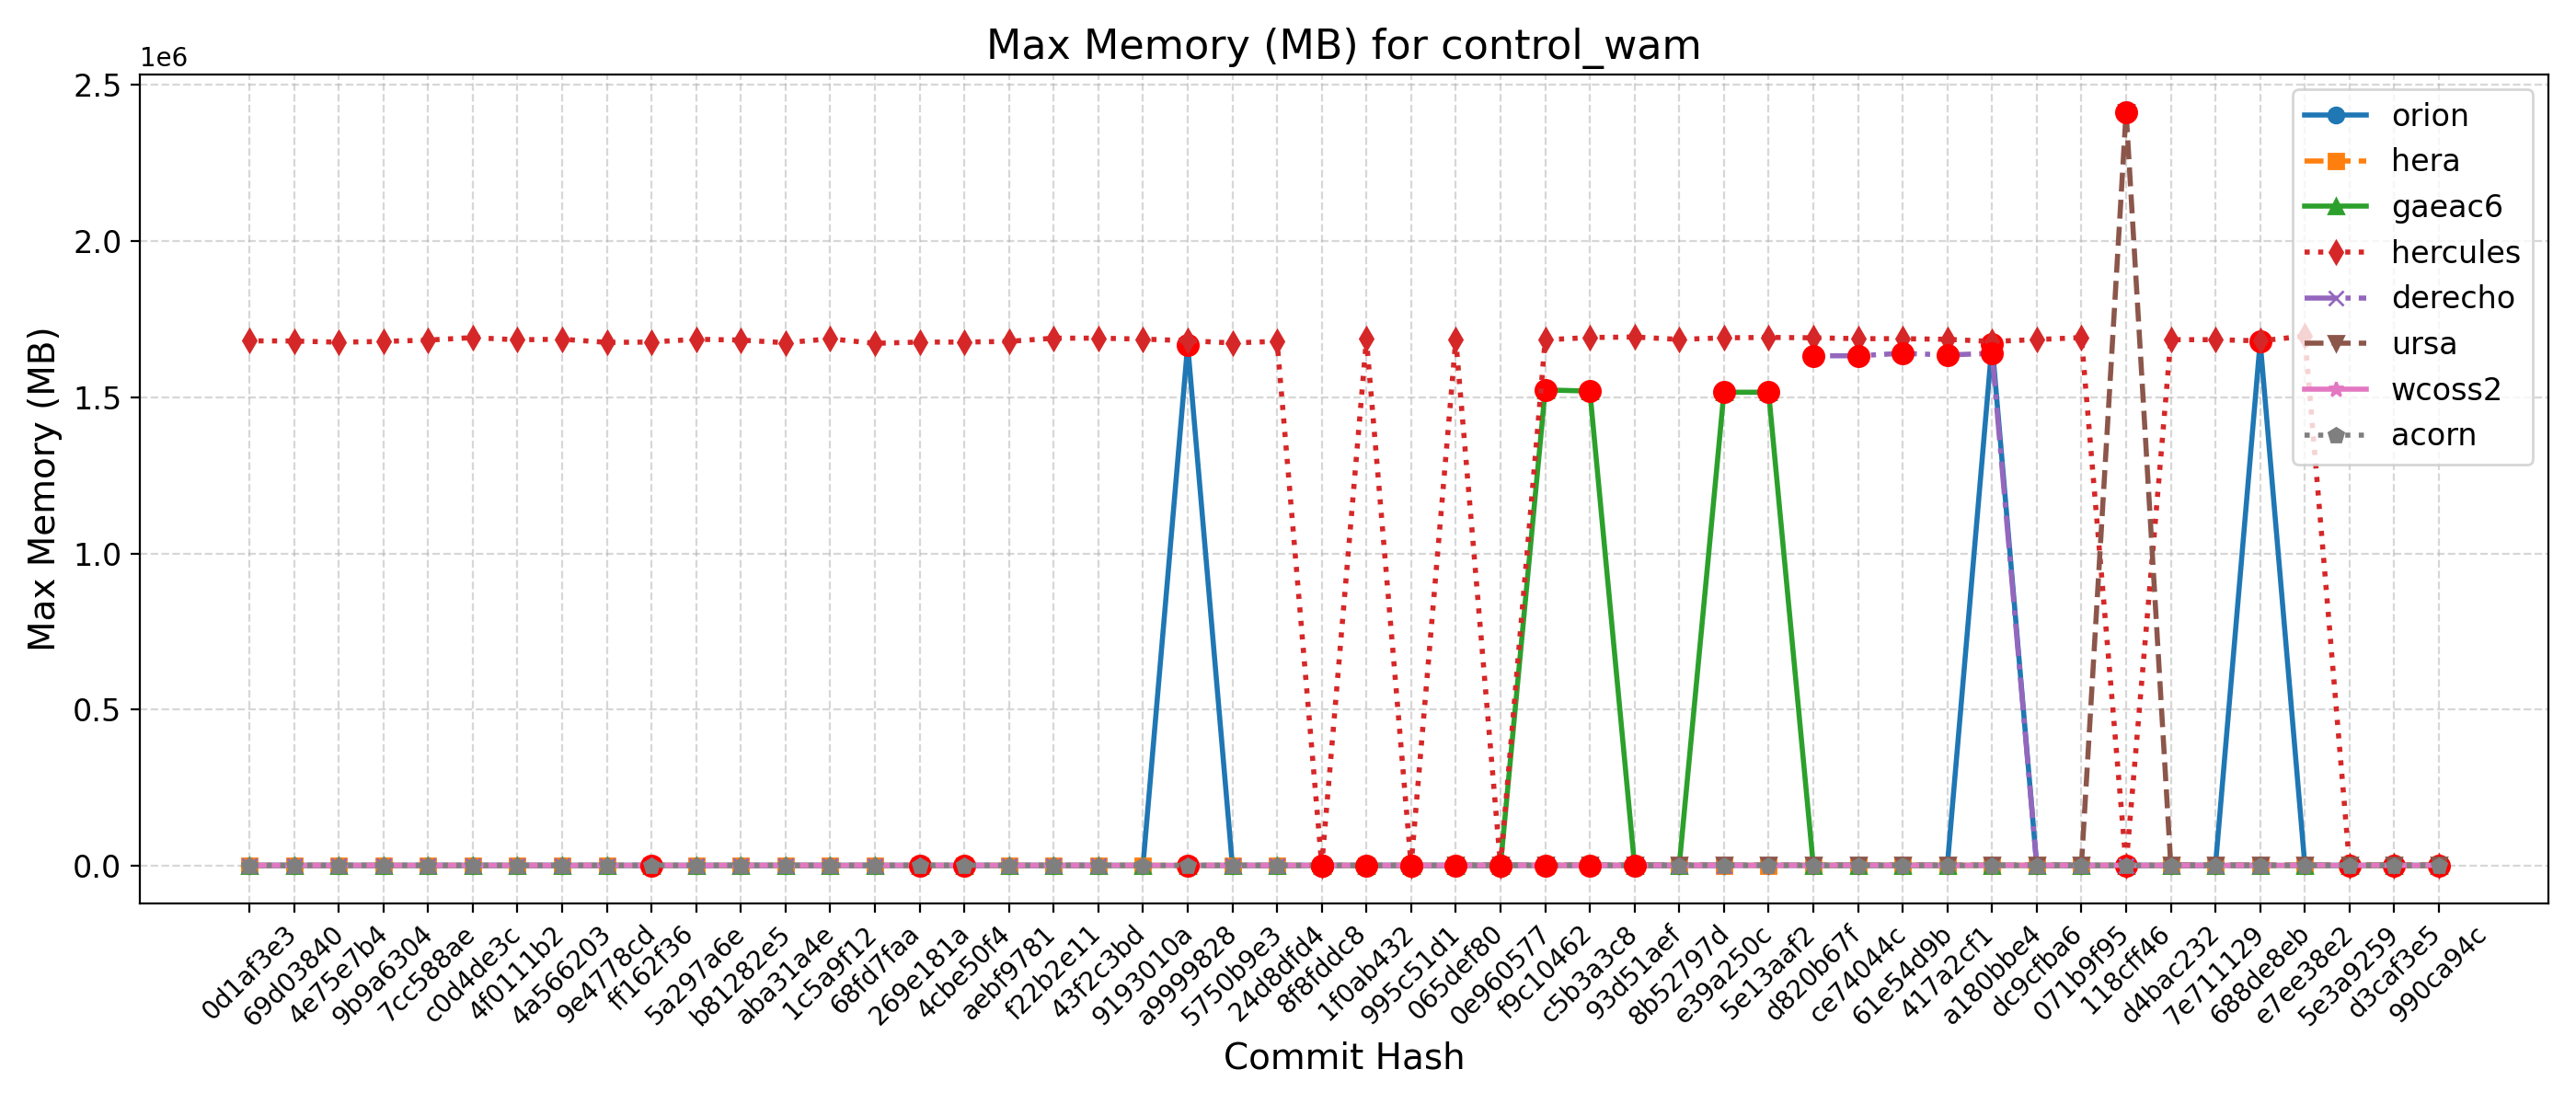 Max Memory (MB) for control_wam
1e6
2.5
2.0
1.5
1.0
0.5
0.0
Max Memory (MB)
orion
hera
gaeac6
hercules
derecho
ursa
wcoss2
acorn
0d1af3e3
69d03840
4e75e7b4
9b9a6304
7cc588ae
c0d4de3c
4f0111b2
4a566203
9e4778cd
ff162f36
5a297a6e
b81282e5
aba31a4e
1c5a9f12
68fd7faa
269e181a
4cbe50f4
aebf9781
f22b2e11
43f2c3bd
9193010a
a9999828
5750b9e3
24d8dfd4
8f8fddc8
1f0ab432
995c51d1
065def80
0e960577
f9c10462
c5b3a3c8
93d51aef
8b52797d
e39a250c
5e13aaf2
d820b67f
ce74044c
61e54d9b
417a2cf1
a180bbe4
dc9cfba6
071b9f95
118cff46
d4bac232
7e711129
688de8eb
e7ee38e2
5e3a9259
d3caf3e5
990ca94c
Commit Hash